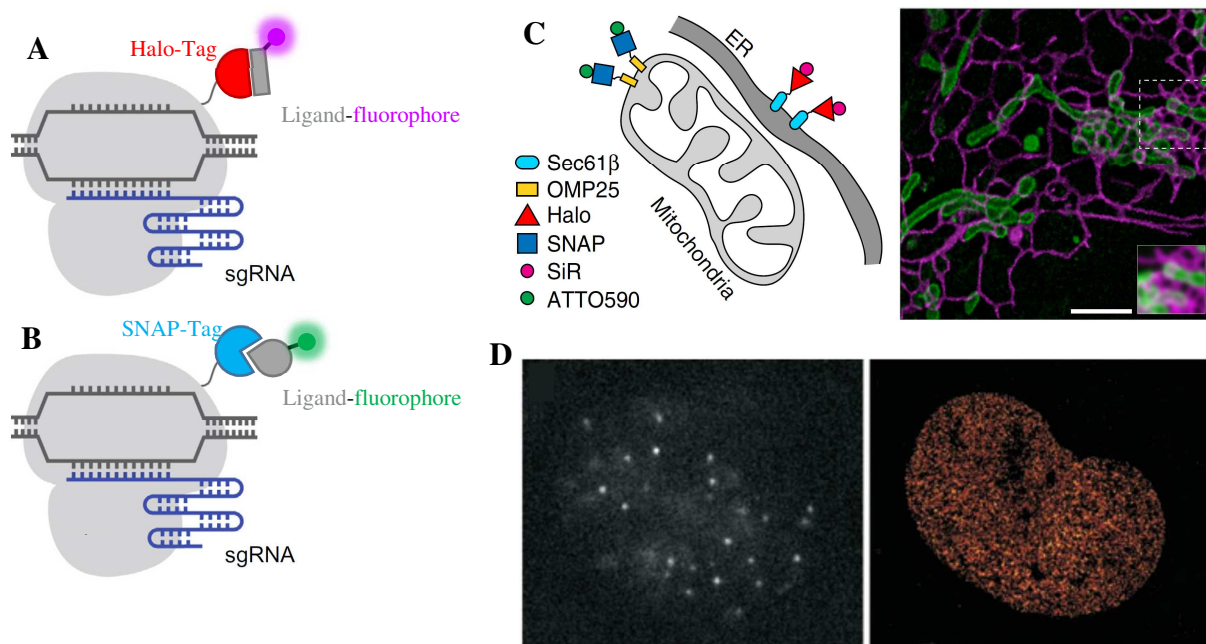 A
Halo-Tag
Ligand-fluorophore
sgRNA
B
SNAP-Tag
Ligand-fluorophore
sgRNA
C
ER
Sec61β
OMP25
Halo
SNAP
SiR
ATTO590
Mitochondria
D